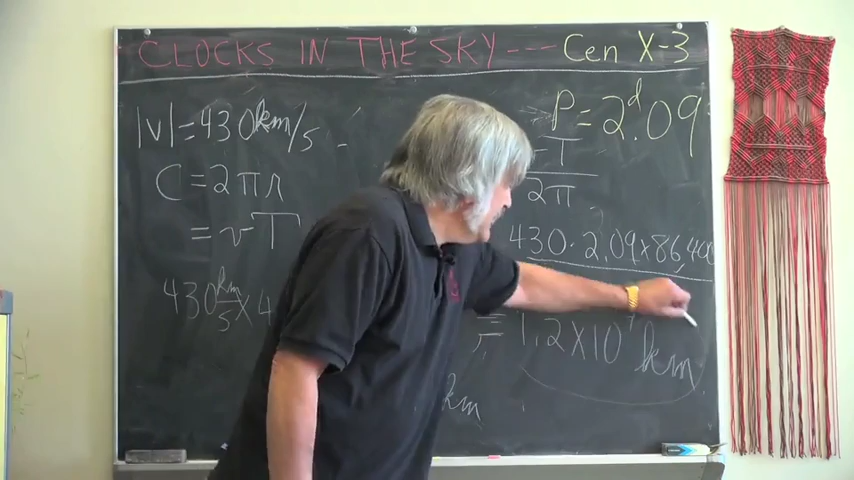 CLOCKS IN THE SKY --- Cen X-3
|v| = 430 km/s
P = 2.09 d
C = 2πr
T
2π
= vT
430 · 2.09 × 86,400
430 km/s × 4
= 1.2 × 10⁷ km
km